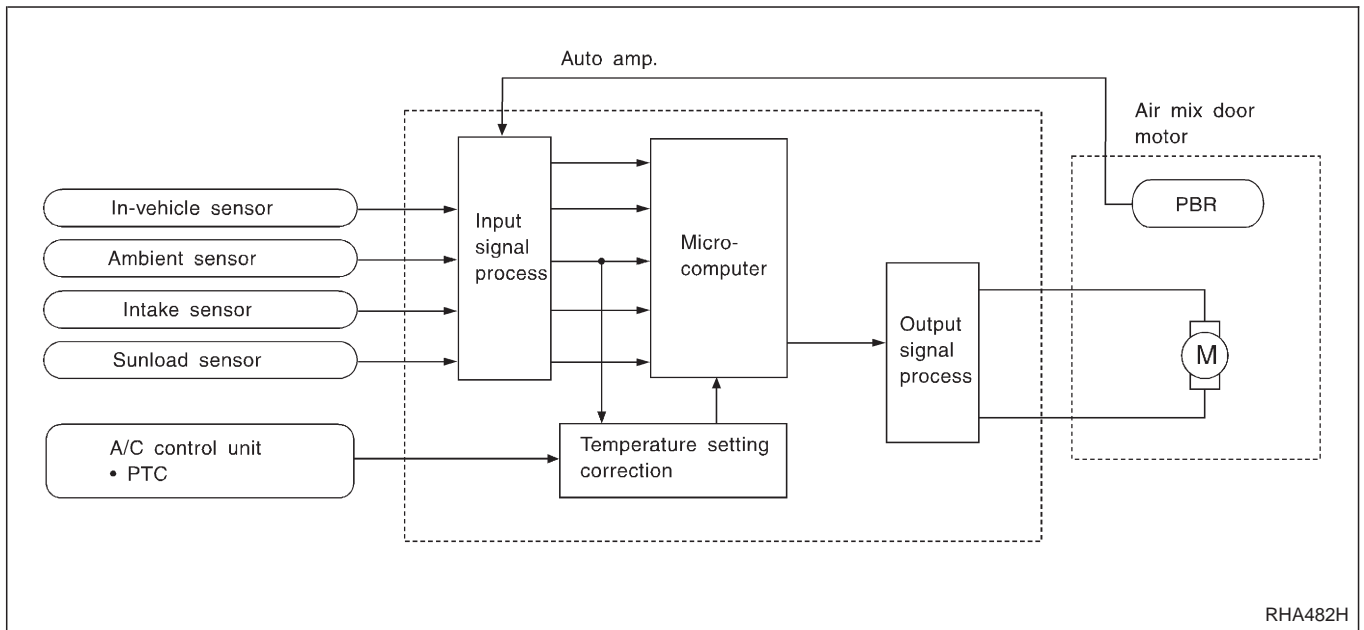 Auto amp.
Air mix door
motor
In-vehicle sensor
Ambient sensor
Intake sensor
Sunload sensor
A/C control unit
• PTC
Input
signal
process
Micro-
computer
Temperature setting
correction
Output
signal
process
PBR
M
RHA482H